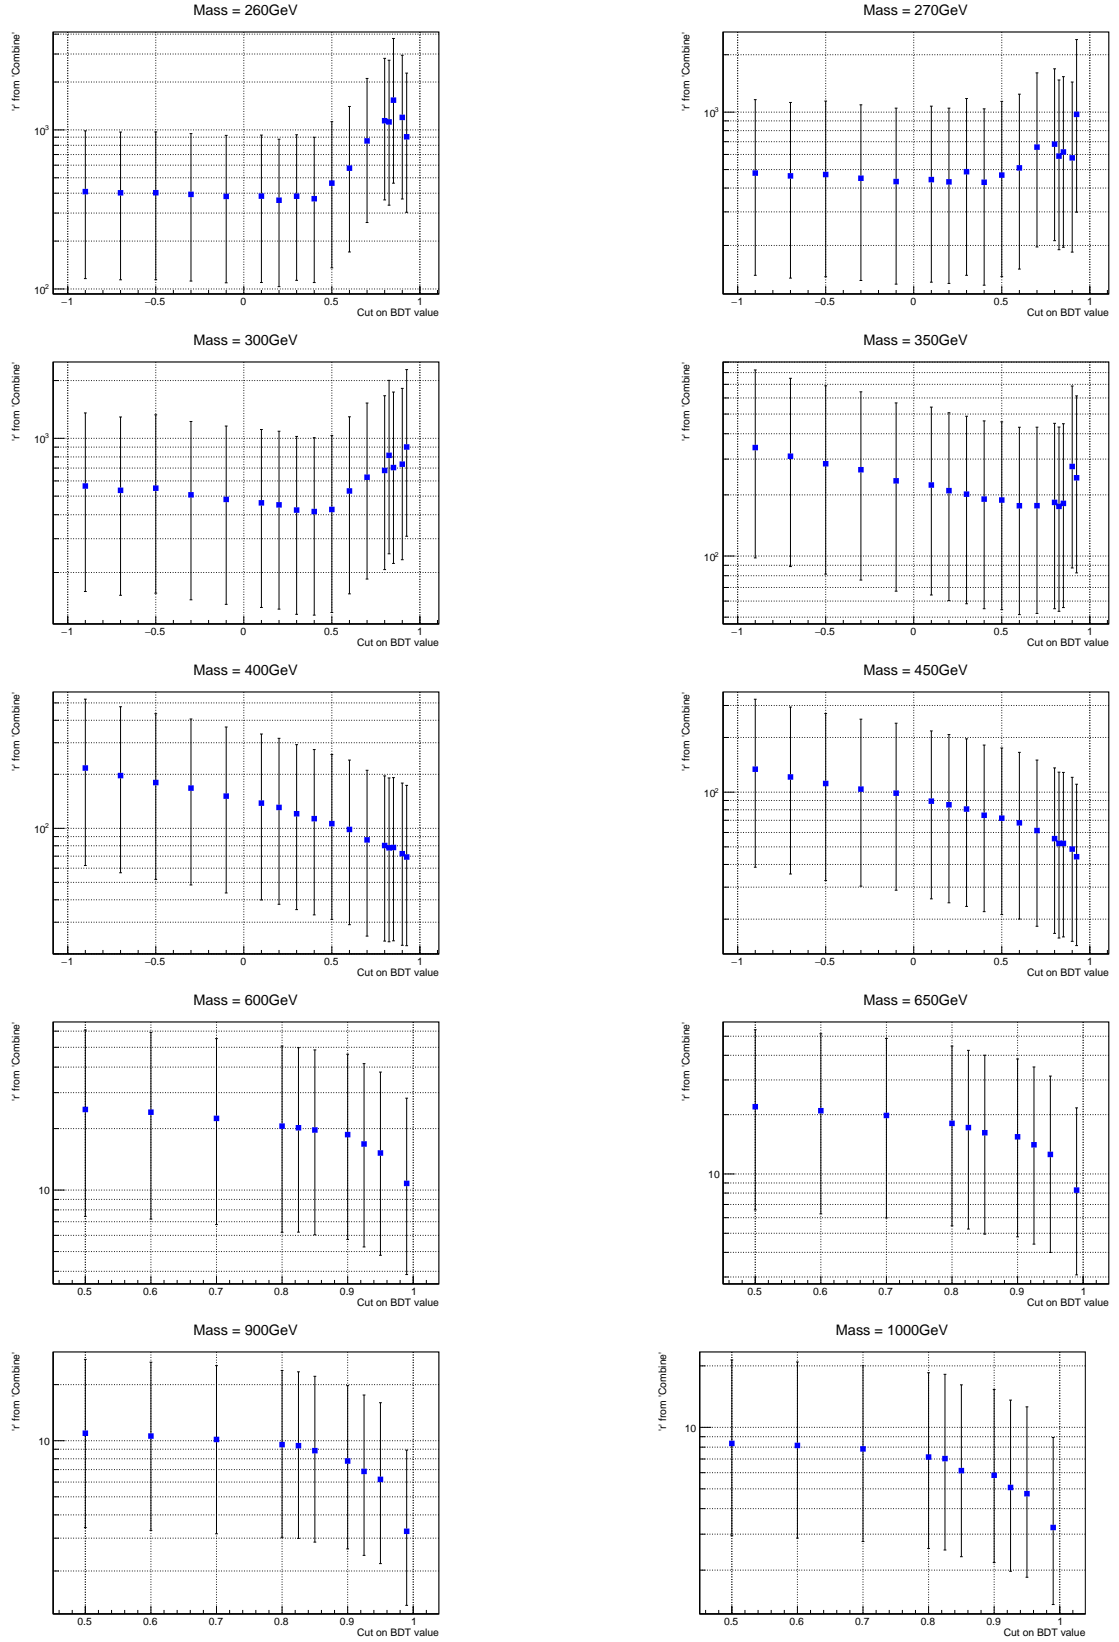 Mass = 260GeV
'r' from 'Combine'
10³
10²
−1 −0.5 0 0.5 1
Cut on BDT value
Mass = 270GeV
'r' from 'Combine'
10³
−1 −0.5 0 0.5 1
Cut on BDT value
Mass = 300GeV
'r' from 'Combine'
10³
−1 −0.5 0 0.5 1
Cut on BDT value
Mass = 350GeV
'r' from 'Combine'
10²
−1 −0.5 0 0.5 1
Cut on BDT value
Mass = 400GeV
'r' from 'Combine'
10²
−1 −0.5 0 0.5 1
Cut on BDT value
Mass = 450GeV
'r' from 'Combine'
10²
−1 −0.5 0 0.5 1
Cut on BDT value
Mass = 600GeV
'r' from 'Combine'
10
0.5 0.6 0.7 0.8 0.9 1
Cut on BDT value
Mass = 650GeV
'r' from 'Combine'
10
0.5 0.6 0.7 0.8 0.9 1
Cut on BDT value
Mass = 900GeV
'r' from 'Combine'
10
0.5 0.6 0.7 0.8 0.9 1
Cut on BDT value
Mass = 1000GeV
'r' from 'Combine'
10
0.5 0.6 0.7 0.8 0.9 1
Cut on BDT value